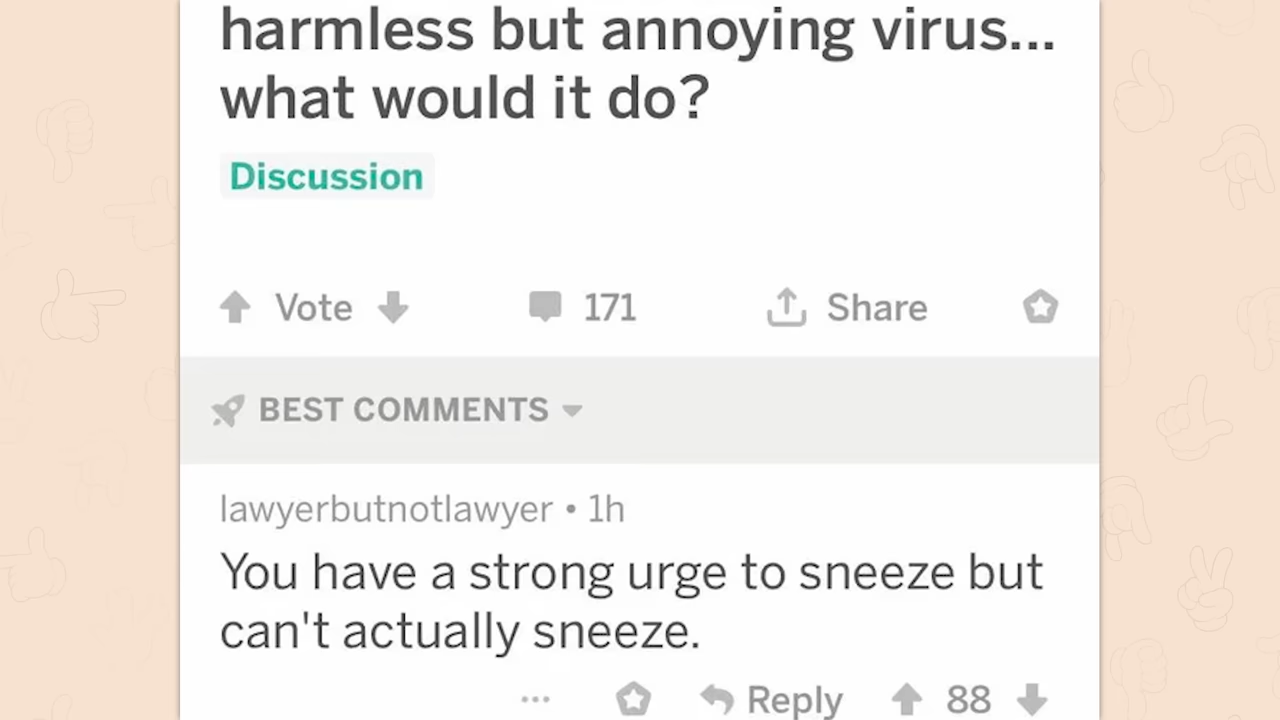 harmless but annoying virus...
what would it do?
Discussion
Vote 171 Share
BEST COMMENTS
lawyerbutnotlawyer • 1h
You have a strong urge to sneeze but
can't actually sneeze.
... Reply 88